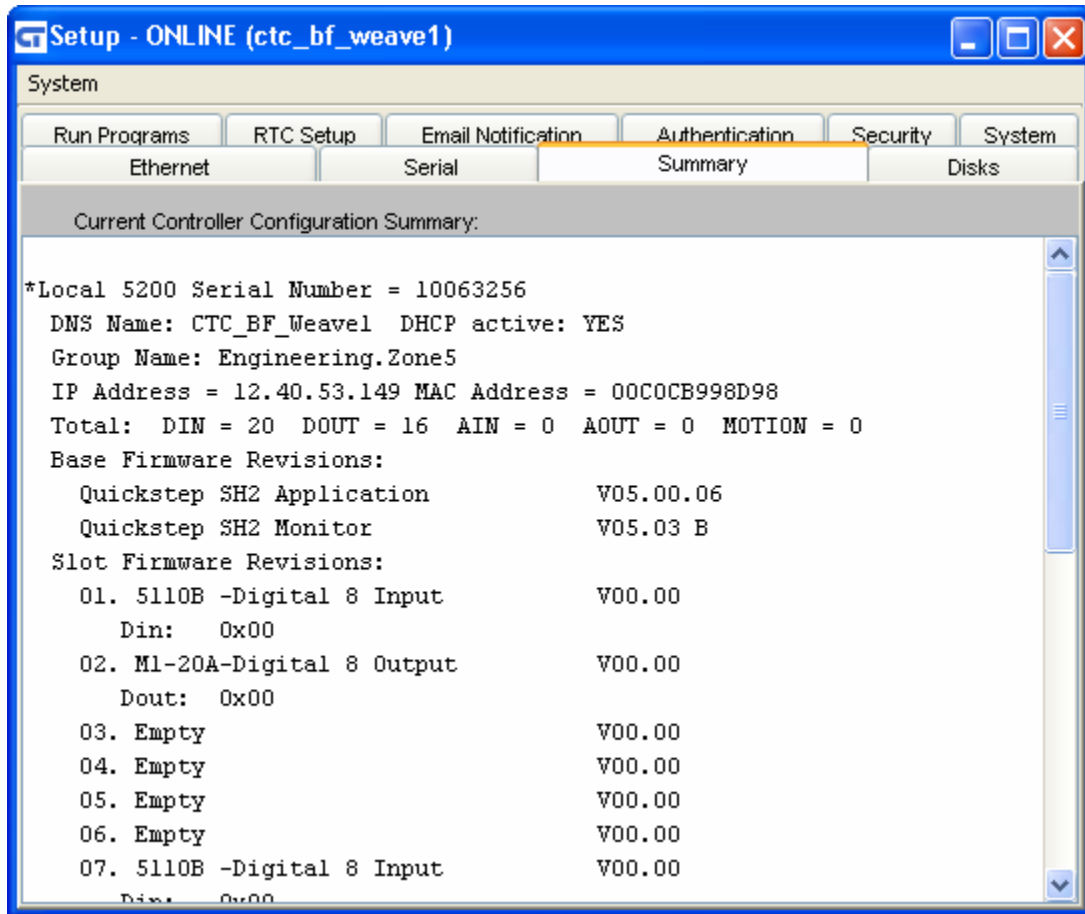 Setup - ONLINE (ctc_bf_weave1)
System
Run Programs RTC Setup Email Notification Authentication Security System
Ethernet Serial Summary Disks
Current Controller Configuration Summary:
*Local 5200 Serial Number = 10063256
DNS Name: CTC_BF_Weave1 DHCP active: YES
Group Name: Engineering.Zone5
IP Address = 12.40.53.149 MAC Address = 00C0CB998D98
Total: DIN = 20 DOUT = 16 AIN = 0 AOUT = 0 MOTION = 0
Base Firmware Revisions:
Quickstep SH2 Application V05.00.06
Quickstep SH2 Monitor V05.03 B
Slot Firmware Revisions:
01. 5110B -Digital 8 Input V00.00
Din: 0x00
02. M1-20A-Digital 8 Output V00.00
Dout: 0x00
03. Empty V00.00
04. Empty V00.00
05. Empty V00.00
06. Empty V00.00
07. 5110B -Digital 8 Input V00.00
Din: 0x00